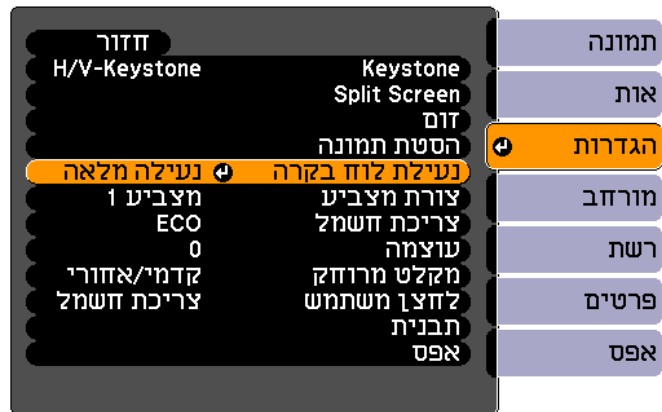 חזור
Keystone H/V-Keystone
Split Screen
זום
הסטת תמונה
נעילת לוח בקרה נעילה מלאה
צורת מצביע מצביע 1
צריכת חשמל ECO
עוצמה 0
מקלט מרוחק קדמי/אחורי
לחצן משתמש צריכת חשמל
תבנית
אפס
תמונה
אות
הגדרות
מורחב
רשת
פרטים
אפס